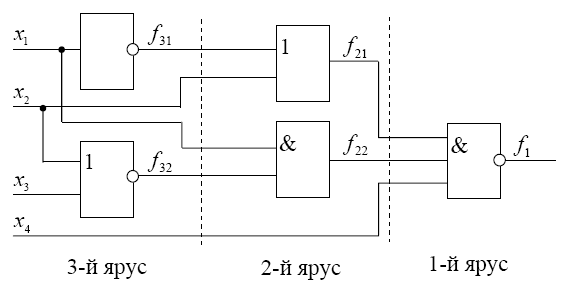 x₁
f₃₁
1
f₂₁
x₂
&
f₂₂
&
f₁
1
f₃₂
x₃
x₄
3-й ярус
2-й ярус
1-й ярус